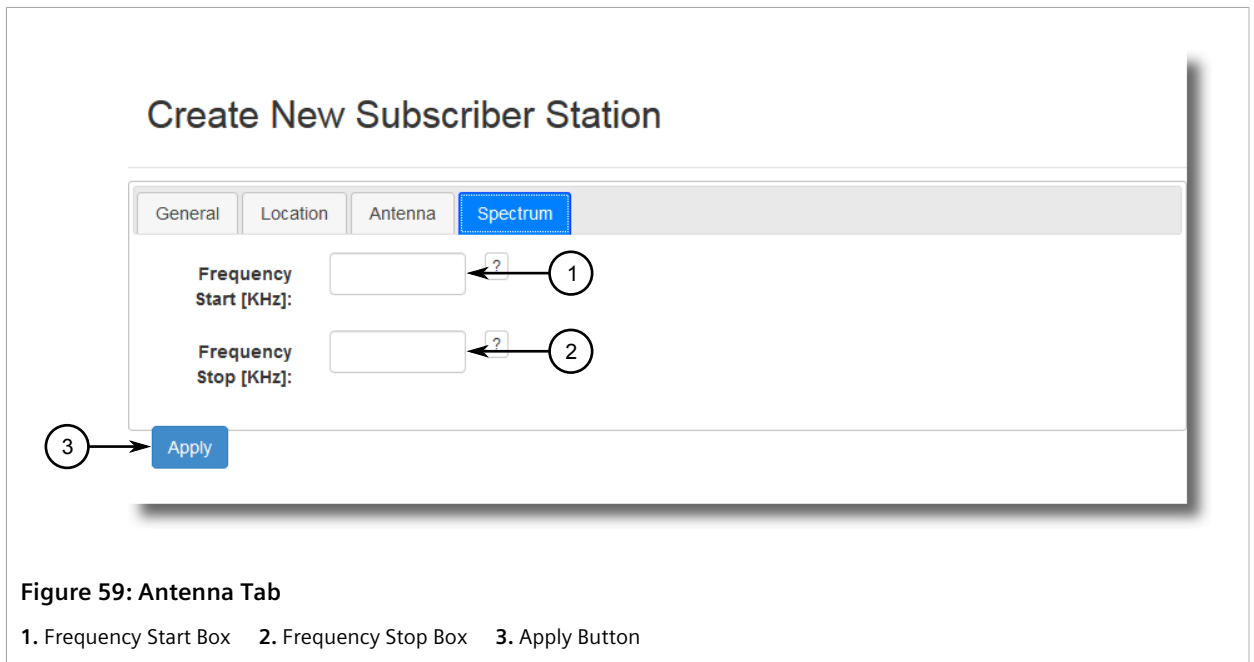 Create New Subscriber Station
General Location Antenna Spectrum
Frequency
Start [KHz]:
? 1
Frequency
Stop [KHz]:
? 2
3 Apply
Figure 59: Antenna Tab
1. Frequency Start Box 2. Frequency Stop Box 3. Apply Button